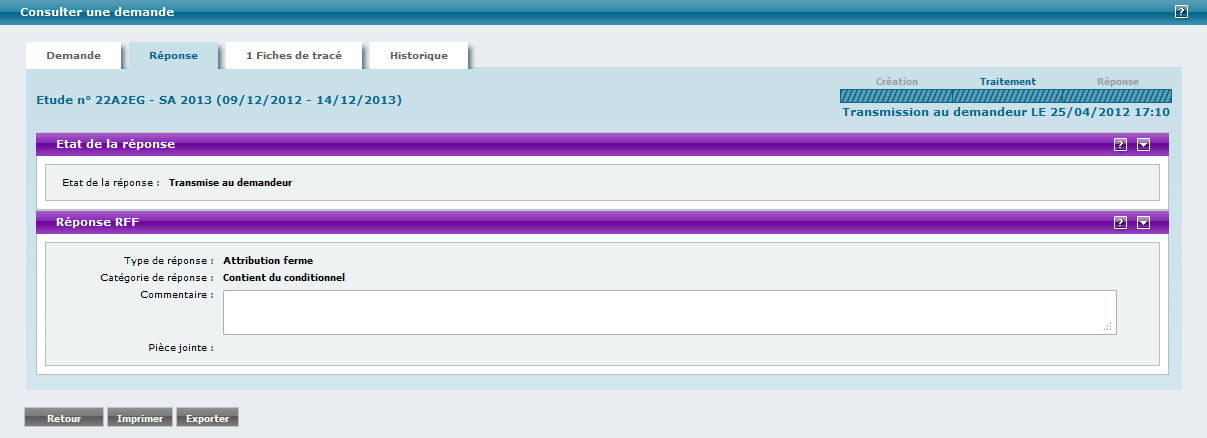 Consulter une demande
?
Demande
Réponse
1 Fiches de tracé
Historique
Création
Traitement
Réponse
Etude n° 22A2EG - SA 2013 (09/12/2012 - 14/12/2013)
Transmission au demandeur LE 25/04/2012 17:10
Etat de la réponse
?
Etat de la réponse : Transmise au demandeur
Réponse RFF
?
Type de réponse : Attribution ferme
Catégorie de réponse : Contient du conditionnel
Commentaire :
Pièce jointe :
Retour
Imprimer
Exporter